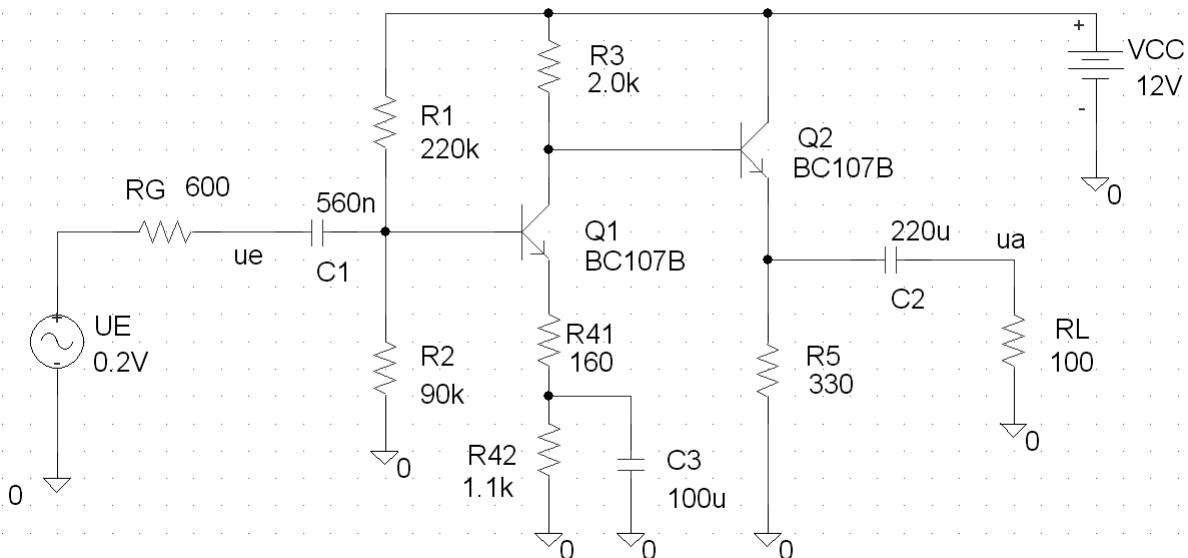 R3
2.0k
+
VCC
12V
-
0
R1
220k
Q2
BC107B
RG 600
560n
ue
C1
Q1
BC107B
220u
ua
C2
+
UE
0.2V
-
R41
160
R2
90k
R5
330
RL
100
0
0
R42
1.1k
C3
100u
0
0
0
0